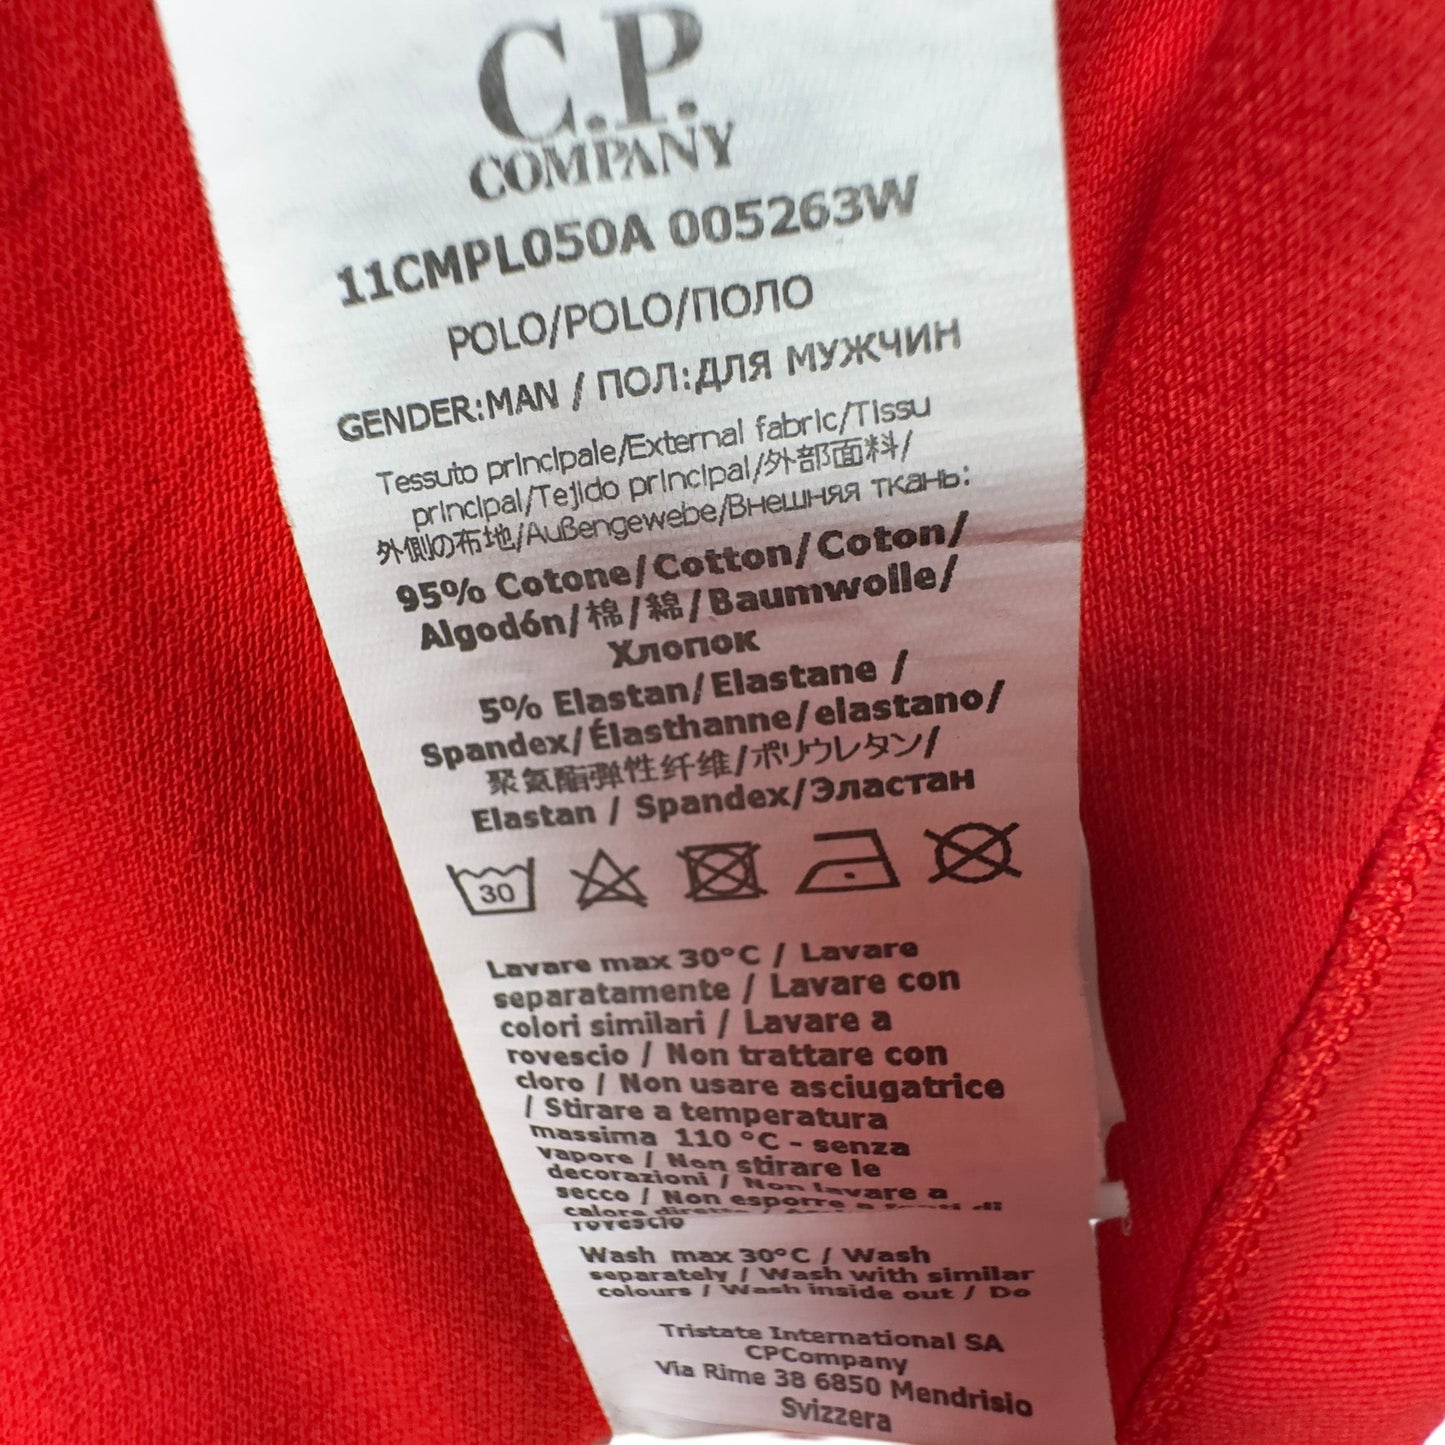 C.P.
COMPANY
11CMPL050A 005263W
POLO/POLO/ПОЛО
GENDER:MAN / ПОЛ:ДЛЯ МУЖЧИН
Tessuto principale/External fabric/Tissu
principal/Tejido principal/外部面料/
外側の布地/Außengewebe/Внешняя ткань:
95% Cotone/Cotton/Coton/
Algodón/棉/綿/Baumwolle/
Хлопок
5% Elastan/Elastane /
Spandex/Élasthanne/elastano/
聚氨酯弹性纤维/ポリウレタン/
Elastan / Spandex/Эластан
30
Lavare max 30°C / Lavare
separatamente / Lavare con
colori similari / Lavare a
rovescio / Non trattare con
cloro / Non usare asciugatrice
/ Stirare a temperatura
massima 110 °C - senza
vapore / Non stirare le
decorazioni / Non lavare a
secco / Non esporre a fonti di
calore
rovescio
Wash max 30°C / Wash
separately / Wash with similar
colours / Wash inside out / Do
Tristate International SA
CPCompany
Via Rime 38 6850 Mendrisio
Svizzera